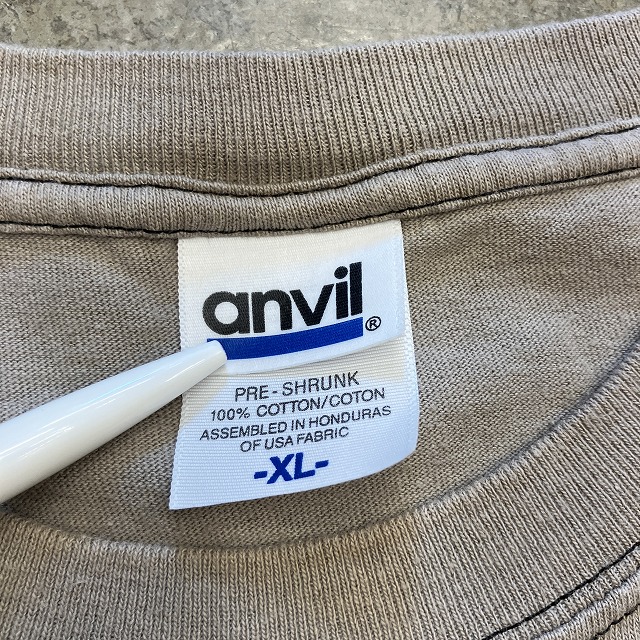 anvil®
PRE-SHRUNK
100% COTTON/COTON
ASSEMBLED IN HONDURAS
OF USA FABRIC
-XL-